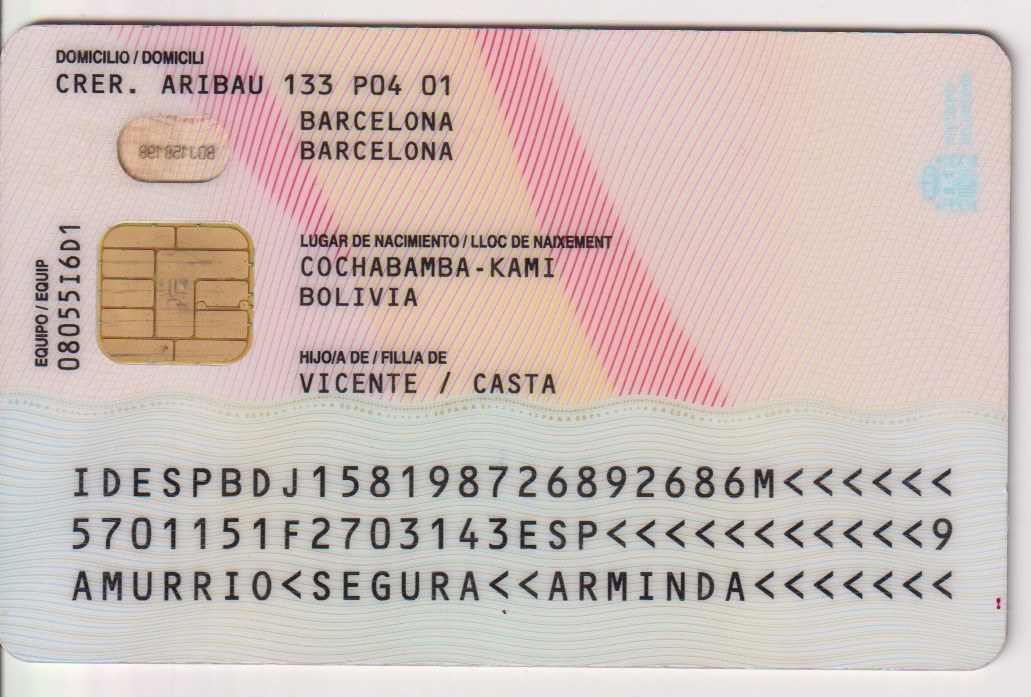 DOMICILIO / DOMICILI
CRER. ARIBAU 133 P04 01
BARCELONA
BARCELONA
BDJ158198
LUGAR DE NACIMIENTO / LLOC DE NAIXEMENT
COCHABAMBA-KAMI
BOLIVIA
EQUIPO / EQUIP
08055I6D1
HIJO/A DE / FILL/A DE
VICENTE / CASTA
IDESPBDJ158198726892686M<<<<<<
5701151F2703143ESP<<<<<<<<<<<9
AMURRIO<SEGURA<<ARMINDA<<<<<<<